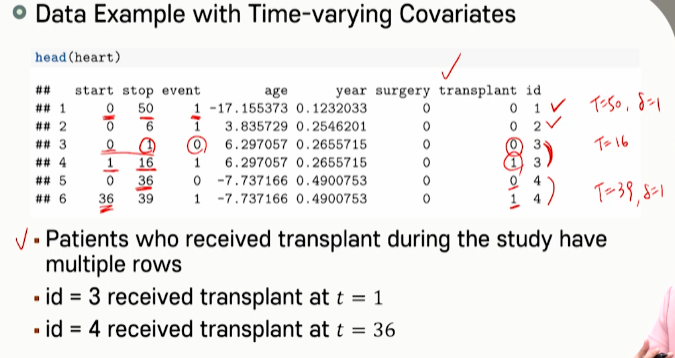 Data Example with Time-varying Covariates
head(heart)
## start stop event age year surgery transplant id
## 1 0 50 1 -17.155373 0.1232033 0 0 1 T=50, δ=1
## 2 0 6 1 3.835729 0.2546201 0 0 2
## 3 0 1 0 6.297057 0.2655715 0 0 3 T=16
## 4 1 16 1 6.297057 0.2655715 0 1 3
## 5 0 36 0 -7.737166 0.4900753 0 0 4
## 6 36 39 1 -7.737166 0.4900753 0 1 4 T=39, δ=1
Patients who received transplant during the study have
multiple rows
id = 3 received transplant at t = 1
id = 4 received transplant at t = 36